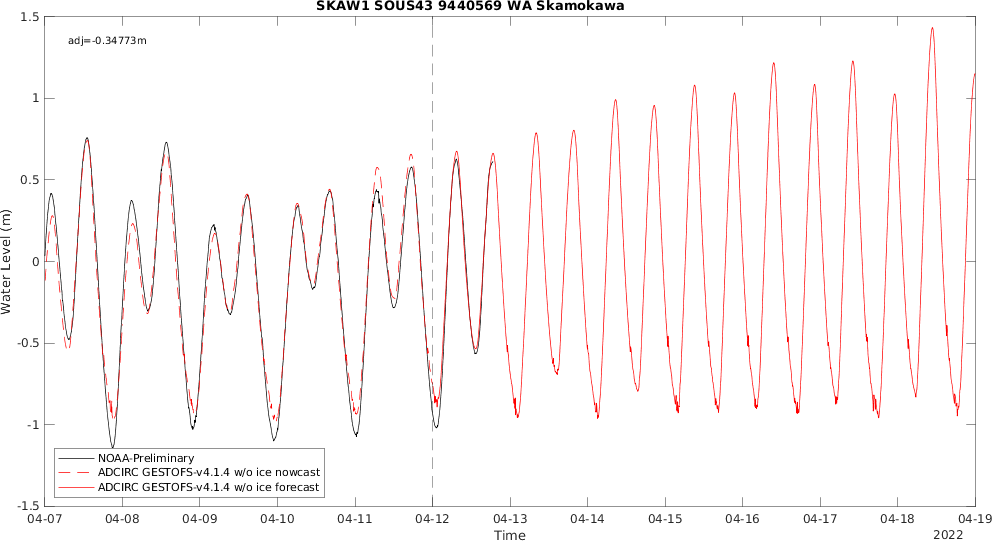 SKAW1 SOUS43 9440569 WA Skamokawa
adj=-0.34773m
1.5
1
0.5
0
-0.5
-1
-1.5
Water Level (m)
NOAA-Preliminary
ADCIRC GESTOFS-v4.1.4 w/o ice nowcast
ADCIRC GESTOFS-v4.1.4 w/o ice forecast
04-07 04-08 04-09 04-10 04-11 04-12 04-13 04-14 04-15 04-16 04-17 04-18 04-19
Time
2022